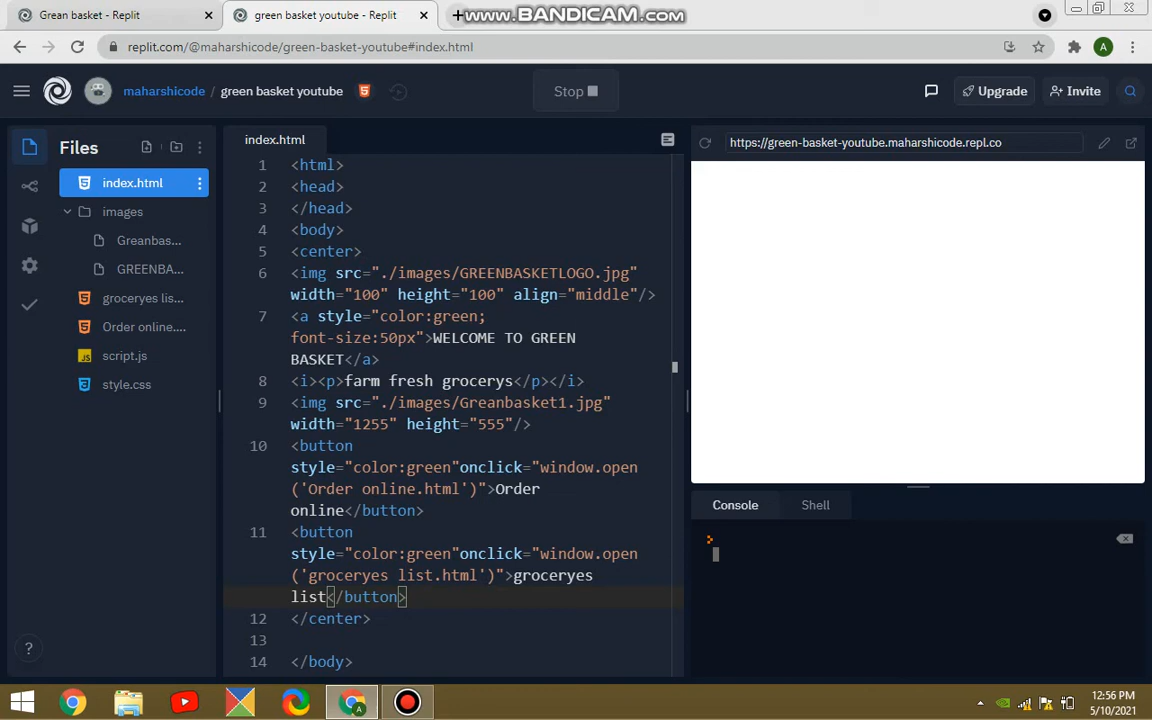 Grean basket - Replit
green basket youtube - Replit
www.BANDICAM.com
replit.com/@maharshicode/green-basket-youtube#index.html
A
maharshicode / green basket youtube
Stop
Upgrade
Invite
Files
index.html
images
Greanbas...
GREENBA...
groceryes lis...
Order online....
script.js
style.css
index.html
1 <html>
2 <head>
3 </head>
4 <body>
5 <center>
6 <img src="./images/GREENBASKETLOGO.jpg"
width="100" height="100" align="middle"/>
7 <a style="color:green;
font-size:50px">WELCOME TO GREEN
BASKET</a>
8 <i><p>farm fresh grocerys</p></i>
9 <img src="./images/Greanbasket1.jpg"
width="1255" height="555"/>
10 <button
style="color:green"onclick="window.open
('Order online.html')">Order
online</button>
11 <button
style="color:green"onclick="window.open
('groceryes list.html')">groceryes
list</button>
12 </center>
13
14 </body>
https://green-basket-youtube.maharshicode.repl.co
Console
Shell
>
?
JS
A
12:56 PM
5/10/2021